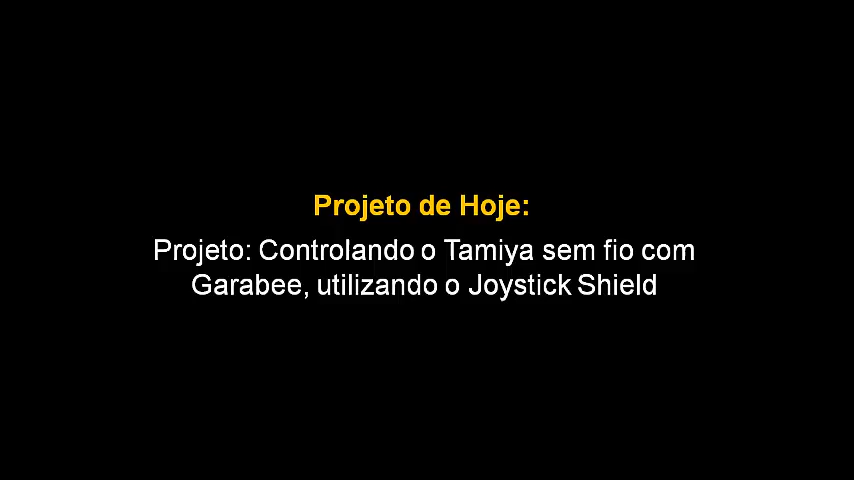 Projeto de Hoje:
Projeto: Controlando o Tamiya sem fio com
Garabee, utilizando o Joystick Shield